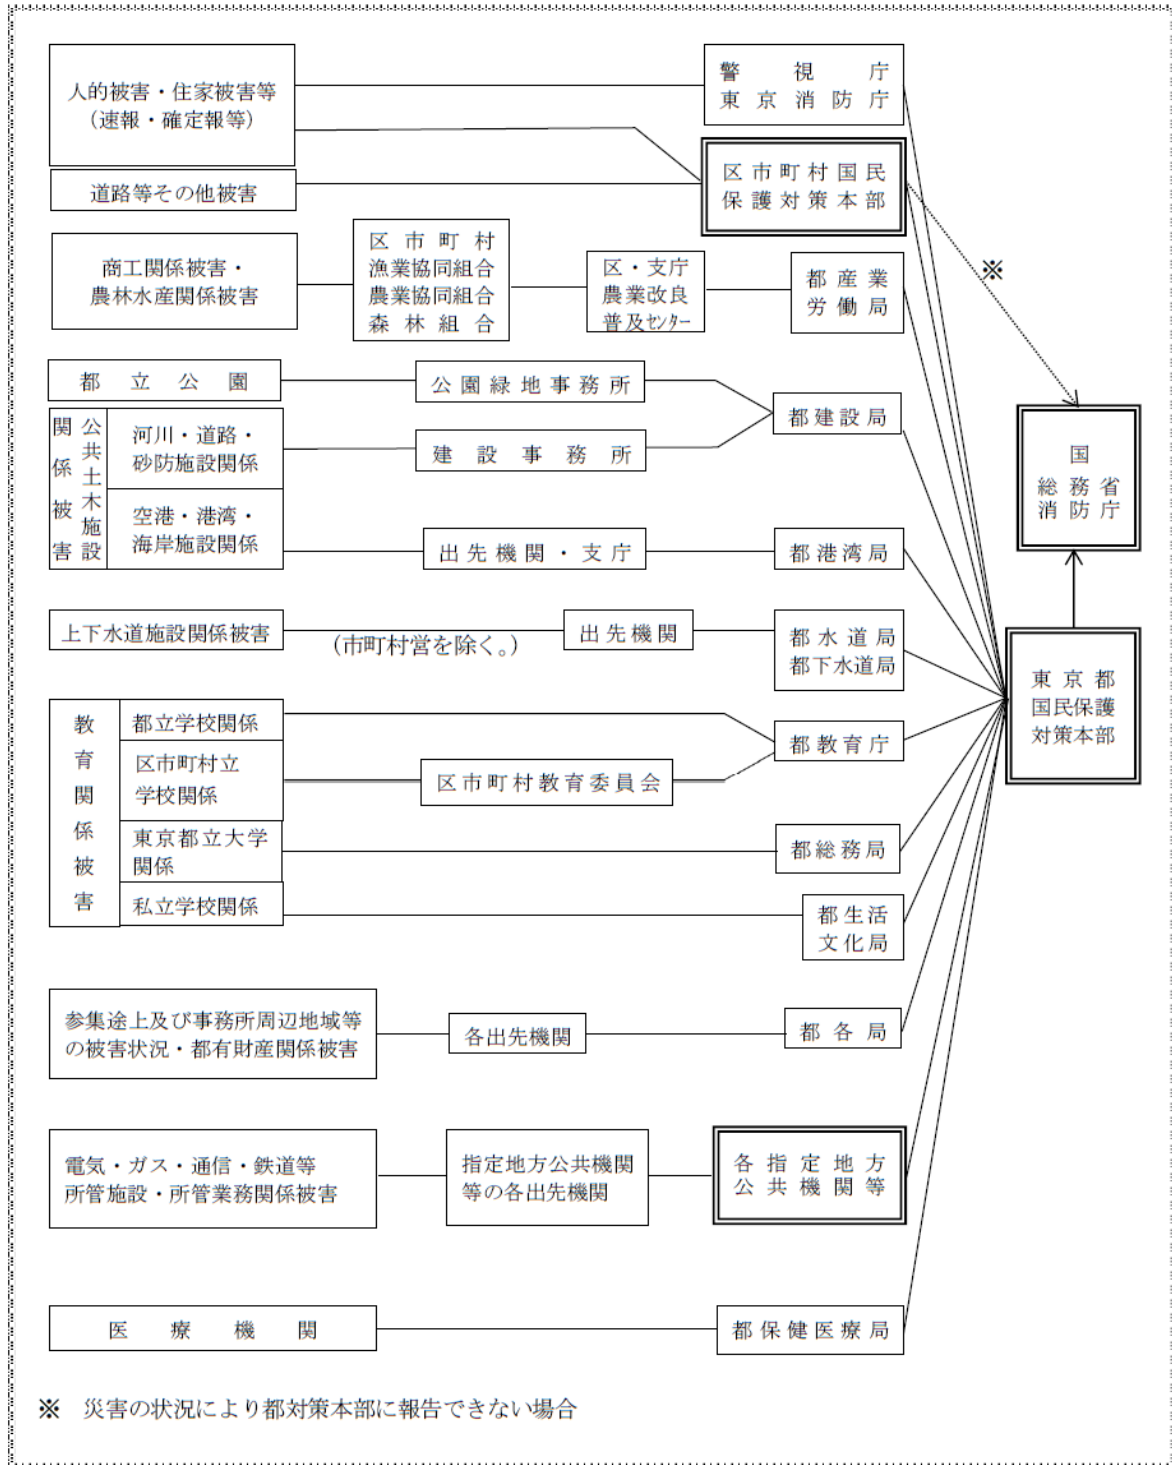 人的被害・住家被害等
（速報・確定報等）
警視庁
東京消防庁
区市町村国民
保護対策本部
道路等その他被害
商工関係被害・
農林水産関係被害
区市町村
漁業協同組合
農業協同組合
森林組合
区・支庁
農業改良
普及センター
都産業
労働局
※
都立公園
公園緑地事務所
都建設局
公共土木施設
関係被害
河川・道路・
砂防施設関係
建設事務所
空港・港湾・
海岸施設関係
出先機関・支庁
都港湾局
国
総務省
消防庁
上下水道施設関係被害
(市町村営を除く。)
出先機関
都水道局
都下水道局
東京都
国民保護
対策本部
教育関係被害
都立学校関係
区市町村立
学校関係
区市町村教育委員会
都教育庁
東京都立大学
関係
都総務局
私立学校関係
都生活
文化局
参集途上及び事務所周辺地域等
の被害状況・都有財産関係被害
各出先機関
都各局
電気・ガス・通信・鉄道等
所管施設・所管業務関係被害
指定地方公共機関
等の各出先機関
各指定地方
公共機関等
医療機関
都保健医療局
※　災害の状況により都対策本部に報告できない場合